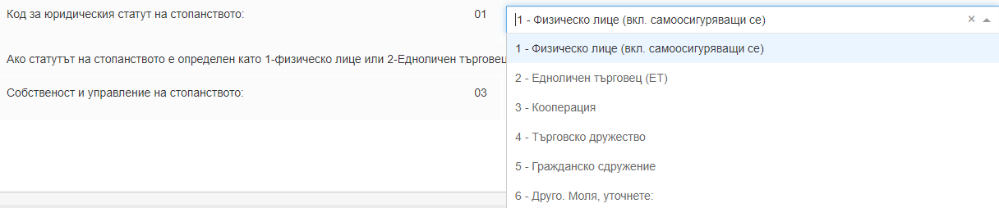 Код за юридическия статут на стопанството: 01 1 - Физическо лице (вкл. самоосигуряващи се)
1 - Физическо лице (вкл. самоосигуряващи се)
Ако статутът на стопанството е определен като 1-физическо лице или 2-Едноличен търговец
2 - Едноличен търговец (ЕТ)
Собственост и управление на стопанството: 03
3 - Кооперация
4 - Търговско дружество
5 - Гражданско сдружение
6 - Друго. Моля, уточнете: